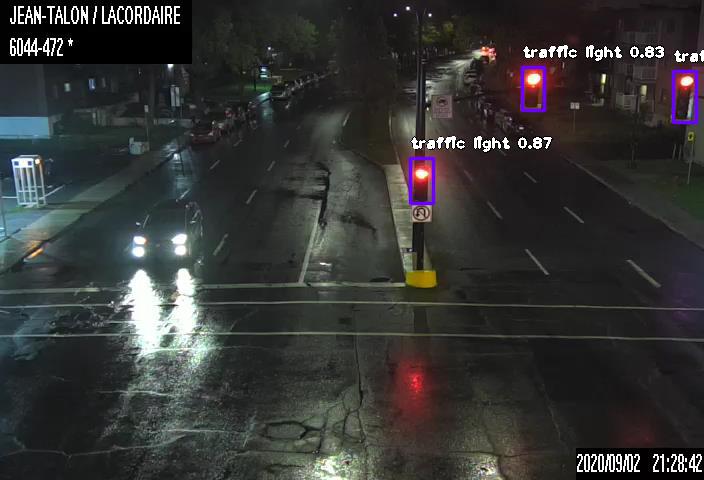 JEAN-TALON / LACORDAIRE
6044-472 *
traffic light 0.83
traf
traffic light 0.87
2020/09/02 21:28:42